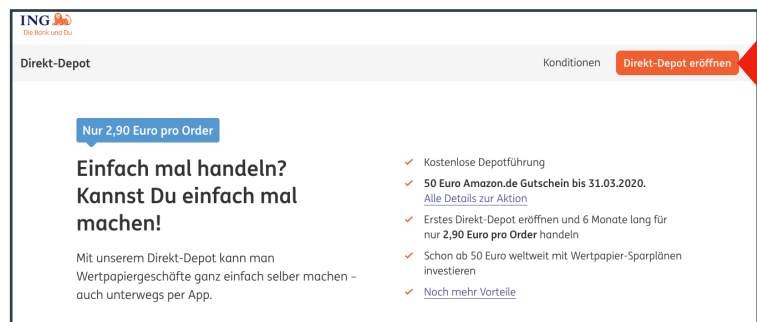 ING
Die Bank und Du
Direkt-Depot
Konditionen
Direkt-Depot eröffnen
Nur 2,90 Euro pro Order
Einfach mal handeln?
Kannst Du einfach mal
machen!
Mit unserem Direkt-Depot kann man
Wertpapiergeschäfte ganz einfach selber machen –
auch unterwegs per App.
Kostenlose Depotführung
50 Euro Amazon.de Gutschein bis 31.03.2020.
Alle Details zur Aktion
Erstes Direkt-Depot eröffnen und 6 Monate lang für
nur 2,90 Euro pro Order handeln
Schon ab 50 Euro weltweit mit Wertpapier-Sparplänen
investieren
Noch mehr Vorteile